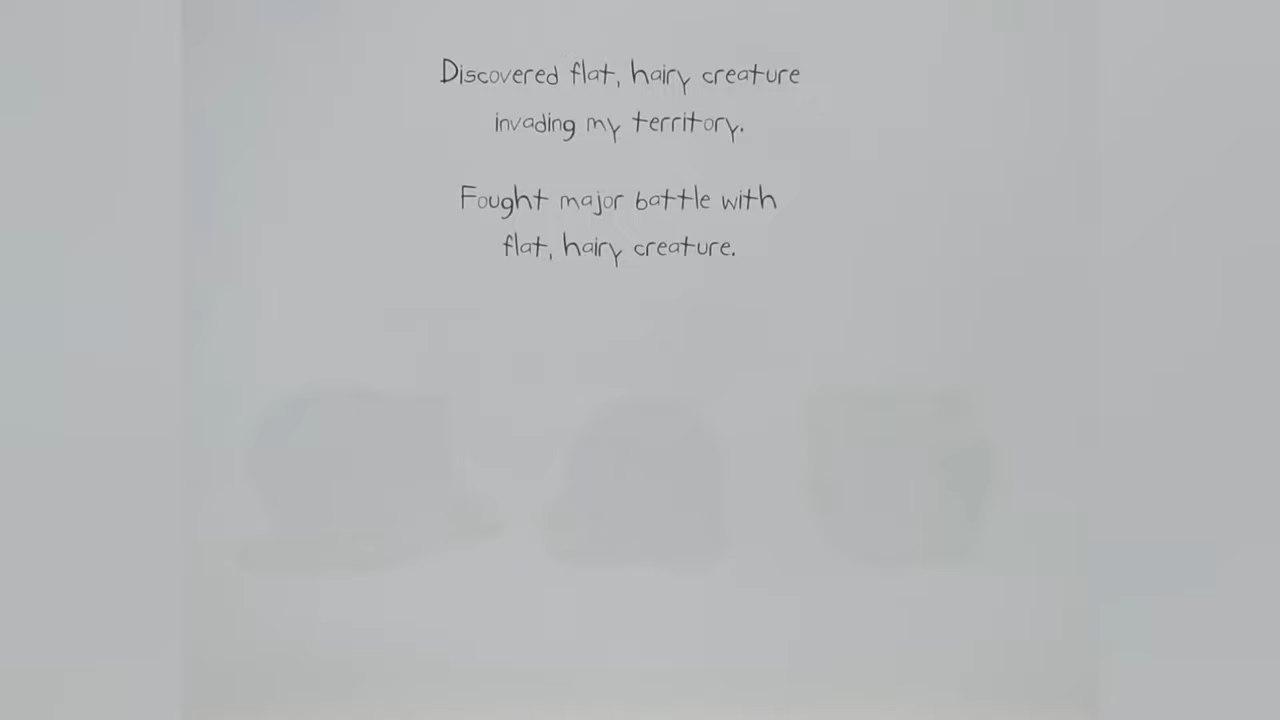 Discovered flat, hairy creature
invading my territory.
Fought major battle with
flat, hairy creature.